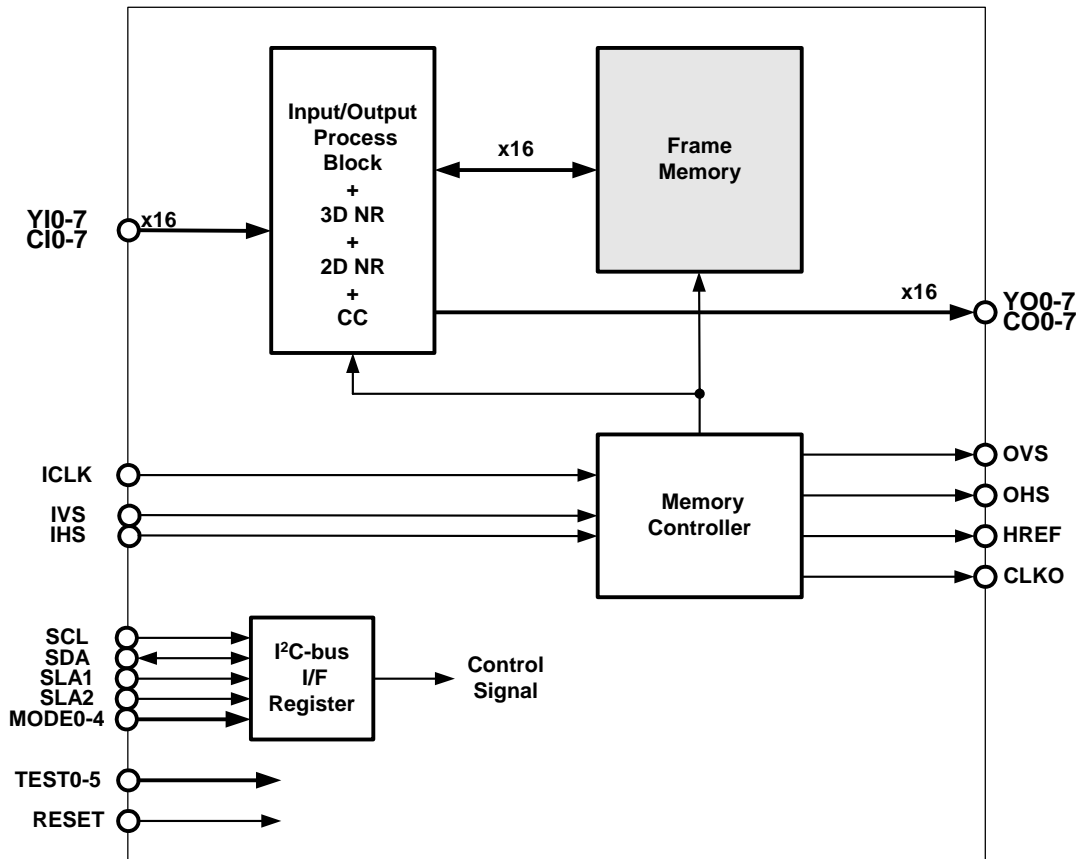 Input/Output
Process
Block
+
3D NR
+
2D NR
+
CC
x16
Frame
Memory
YI0-7
CI0-7
x16
x16
YO0-7
CO0-7
ICLK
IVS
IHS
Memory
Controller
OVS
OHS
HREF
CLKO
SCL
SDA
SLA1
SLA2
MODE0-4
I²C-bus
I/F
Register
Control
Signal
TEST0-5
RESET